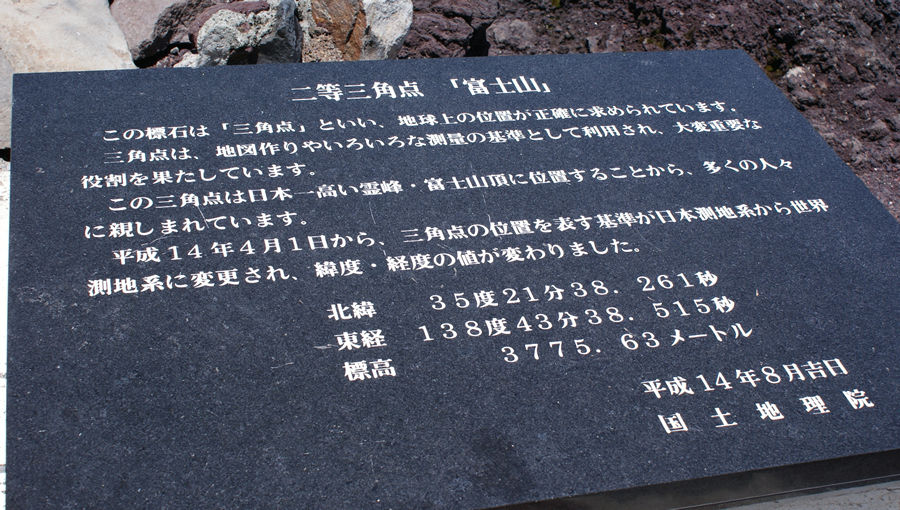 二等三角点 「富士山」
この標石は「三角点」といい、地球上の位置が正確に求められています。
三角点は、地図作りやいろいろな測量の基準として利用され、大変重要な
役割を果たしています。
この三角点は日本一高い霊峰・富士山頂に位置することから、多くの人々
に親しまれています。
平成14年4月1日から、三角点の位置を表す基準が日本測地系から世界
測地系に変更され、緯度・経度の値が変わりました。
北緯 35度21分38．261秒
東経 138度43分38．515秒
標高 3775．63メートル
平成14年8月吉日
国土地理院